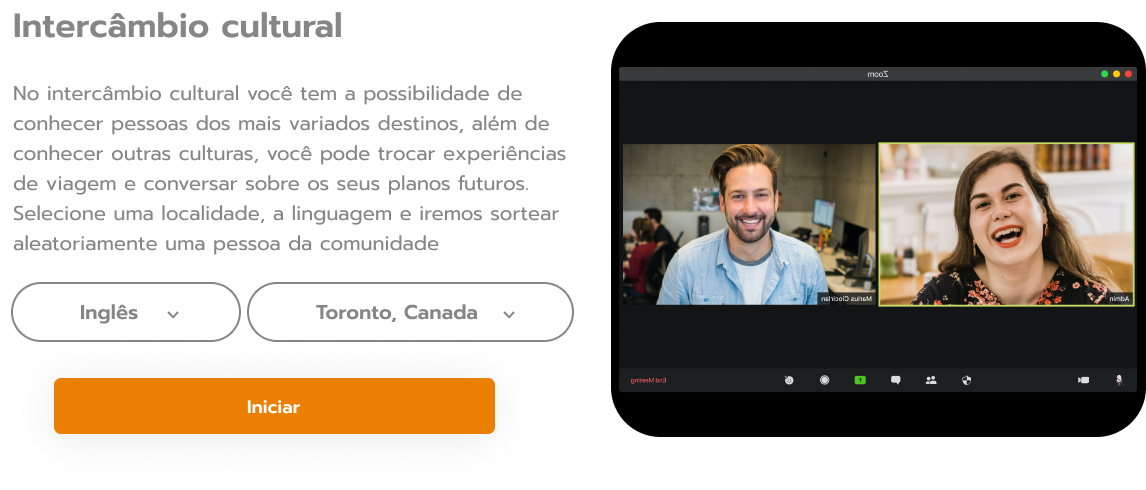 Intercâmbio cultural
No intercâmbio cultural você tem a possibilidade de
conhecer pessoas dos mais variados destinos, além de
conhecer outras culturas, você pode trocar experiências
de viagem e conversar sobre os seus planos futuros.
Selecione uma localidade, a linguagem e iremos sortear
aleatoriamente uma pessoa da comunidade
Inglês
Toronto, Canada
Iniciar
Zoom
Marius Ciocirlan
Admin
End Meeting